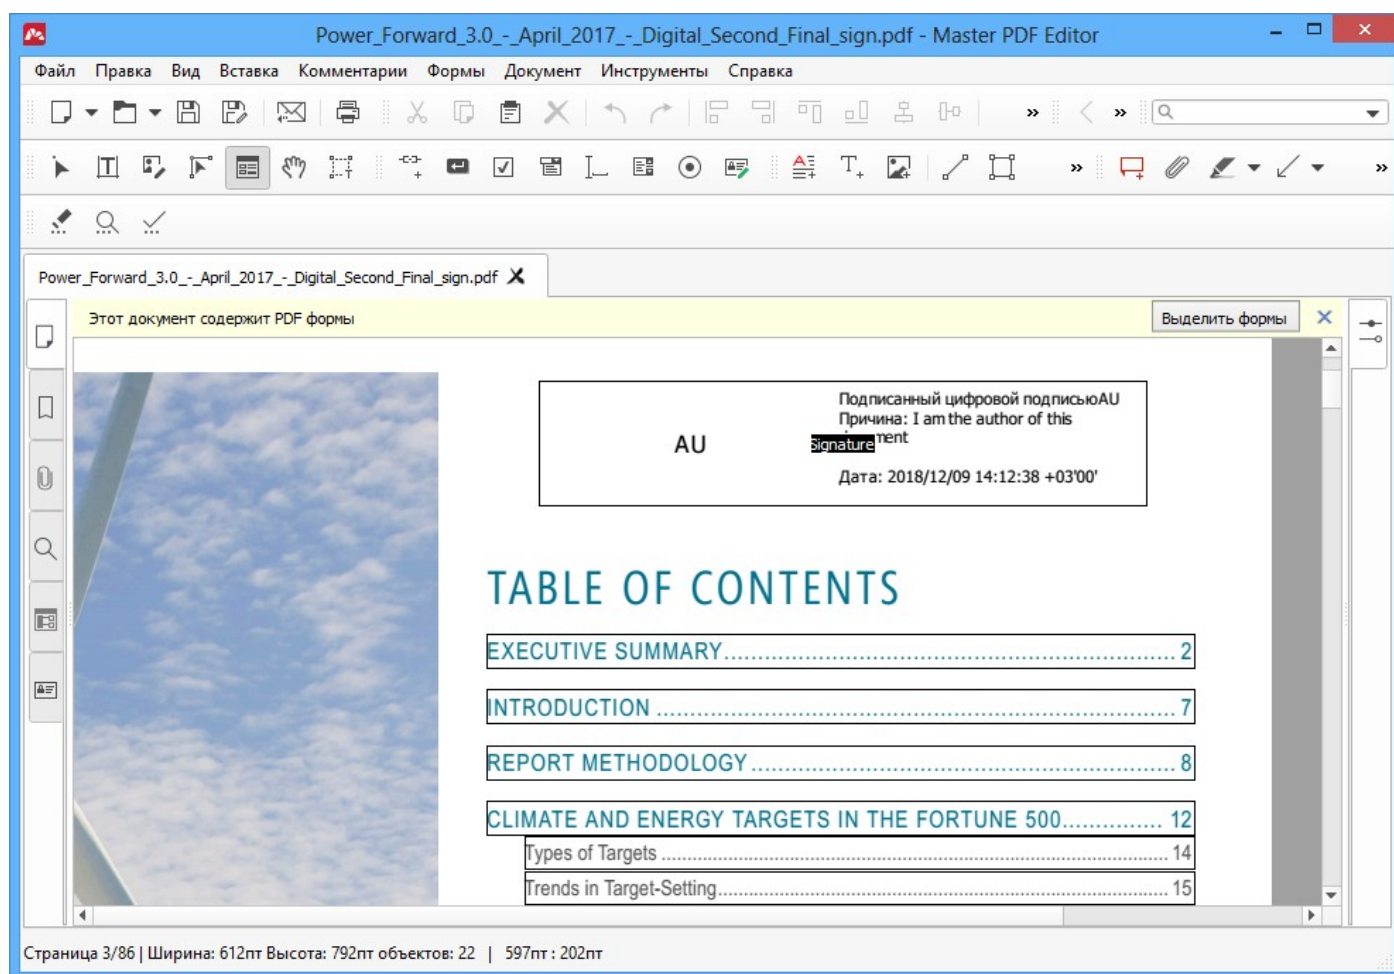 Power_Forward_3.0_-_April_2017_-_Digital_Second_Final_sign.pdf - Master PDF Editor
Файл Правка Вид Вставка Комментарии Формы Документ Инструменты Справка
Power_Forward_3.0_-_April_2017_-_Digital_Second_Final_sign.pdf
Этот документ содержит PDF формы
Выделить формы
AU
Подписанный цифровой подписьюAU
Причина: I am the author of this
Signature
Дата: 2018/12/09 14:12:38 +03'00'
TABLE OF CONTENTS
EXECUTIVE SUMMARY 2
INTRODUCTION 7
REPORT METHODOLOGY 8
CLIMATE AND ENERGY TARGETS IN THE FORTUNE 500 12
Types of Targets 14
Trends in Target-Setting 15
Страница 3/86 | Ширина: 612пт Высота: 792пт объектов: 22 | 597пт : 202пт